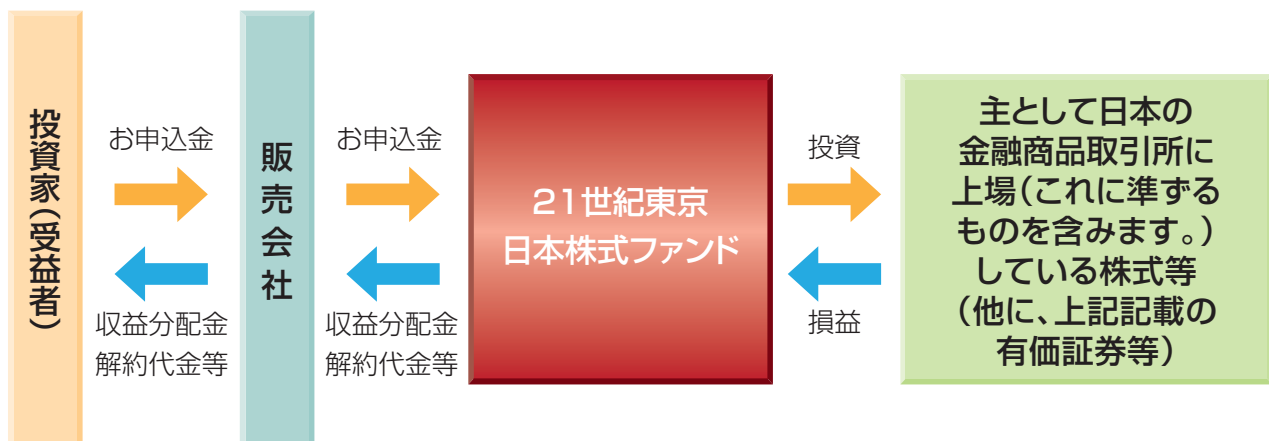 投資家(受益者)
お申込金
収益分配金
解約代金等
販売会社
お申込金
収益分配金
解約代金等
21世紀東京
日本株式ファンド
投資
損益
主として日本の
金融商品取引所に
上場(これに準ずる
ものを含みます。)
している株式等
(他に、上記記載の
有価証券等)